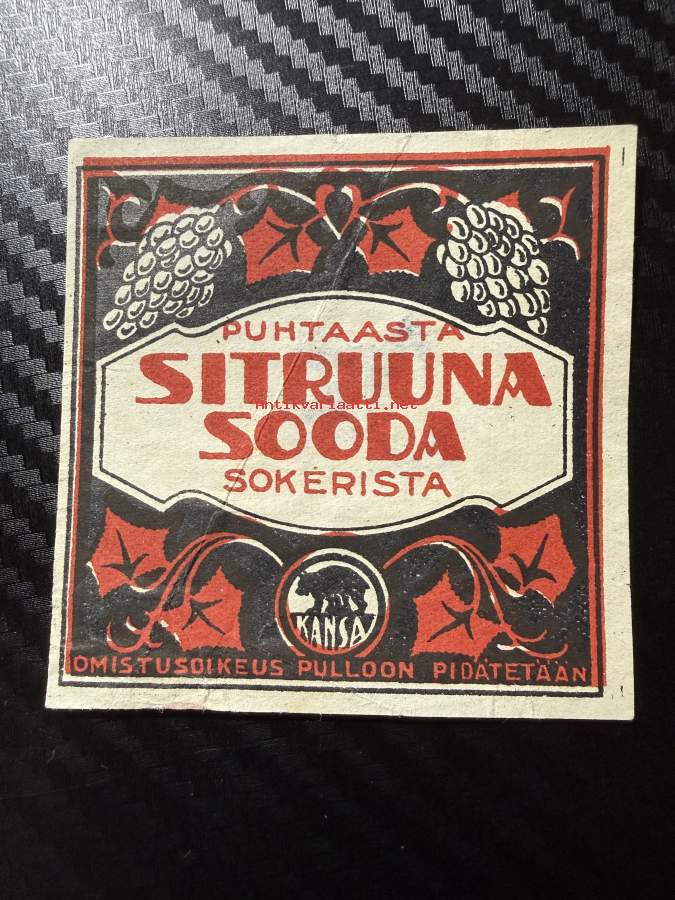 PUHTAASTA
SITRUUNA
Antikvariaatti.net
SOODA
SOKERISTA
KANSA
OMISTUSOIKEUS PULLOON PIDÄTETÄÄN